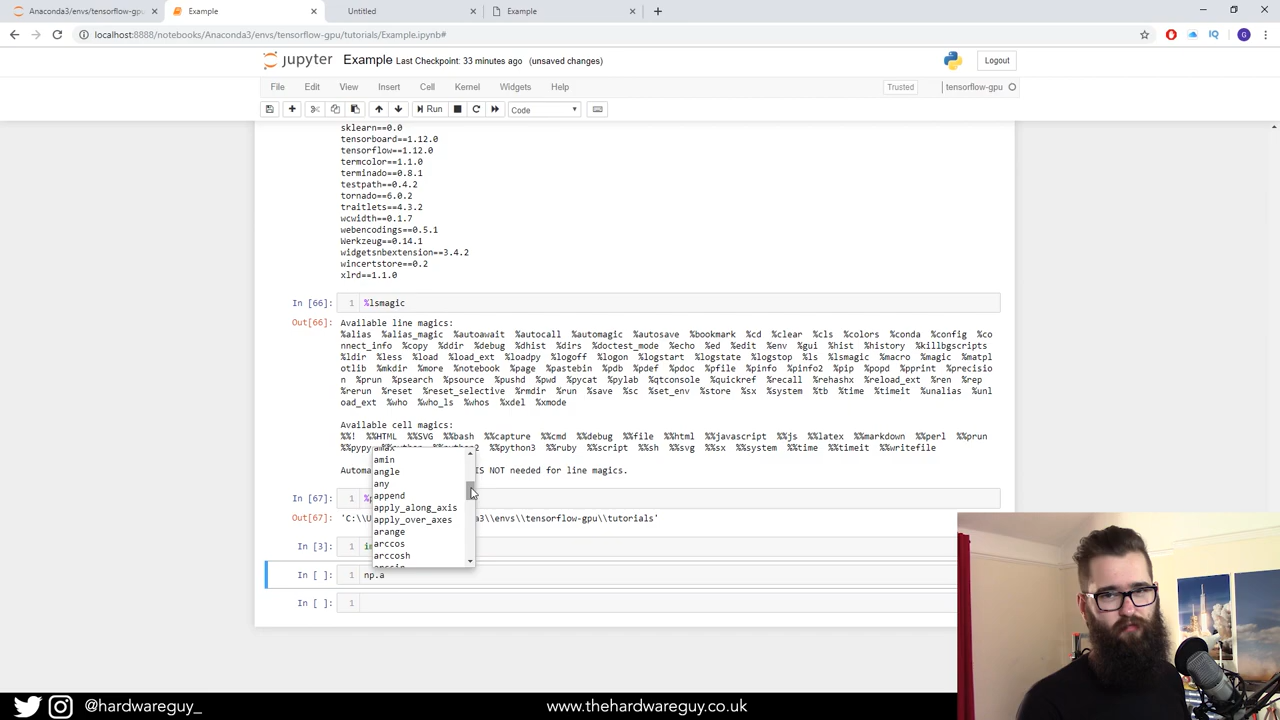 Anaconda3/envs/tensorflow-gpu/
Example
Untitled
Example
localhost:8888/notebooks/Anaconda3/envs/tensorflow-gpu/tutorials/Example.ipynb#
jupyter Example Last Checkpoint: 33 minutes ago (unsaved changes)
Logout
File Edit View Insert Cell Kernel Widgets Help
Trusted
tensorflow-gpu
Run
Code
sklearn==0.0
tensorboard==1.12.0
tensorflow==1.12.0
termcolor==1.1.0
terminado==0.8.1
testpath==0.4.2
tornado==6.0.2
traitlets==4.3.2
wcwidth==0.1.7
webencodings==0.5.1
Werkzeug==0.14.1
widgetsnbextension==3.4.2
wincertstore==0.2
xlrd==1.1.0
In [66]: 1 %lsmagic
Out[66]: Available line magics:
%alias %alias_magic %autoawait %autocall %automagic %autosave %bookmark %cd %clear %cls %colors %conda %config %co
nnect_info %copy %ddir %debug %dhist %dirs %doctest_mode %echo %ed %edit %env %gui %hist %history %killbgscripts
%ldir %less %load %load_ext %loadpy %logoff %logon %logstart %logstate %logstop %ls %lsmagic %macro %magic %matpl
otlib %mkdir %more %notebook %page %pastebin %pdb %pdef %pdoc %pfile %pinfo %pinfo2 %pip %popd %pprint %precisio
n %prun %psearch %psource %pushd %pwd %pycat %pylab %qtconsole %quickref %recall %rehashx %reload_ext %ren %rep
%rerun %reset %reset_selective %rmdir %run %save %sc %set_env %store %sx %system %tb %time %timeit %unalias %unl
oad_ext %who %who_ls %whos %xdel %xmode
Available cell magics:
%%! %%HTML %%SVG %%bash %%capture %%cmd %%debug %%file %%html %%javascript %%js %%latex %%markdown %%perl %%prun
%%pypy %%python3 %%ruby %%script %%sh %%svg %%sx %%system %%time %%timeit %%writefile
IS NOT needed for line magics.
amin
angle
any
append
apply_along_axis
apply_over_axes
arange
arccos
arccosh
In [67]: 1
Out[67]: 'C:\\U a3\\envs\\tensorflow-gpu\\tutorials'
In [3]: 1
In [ ]: 1 np.a
In [ ]: 1
@hardwareguy_
www.thehardwareguy.co.uk